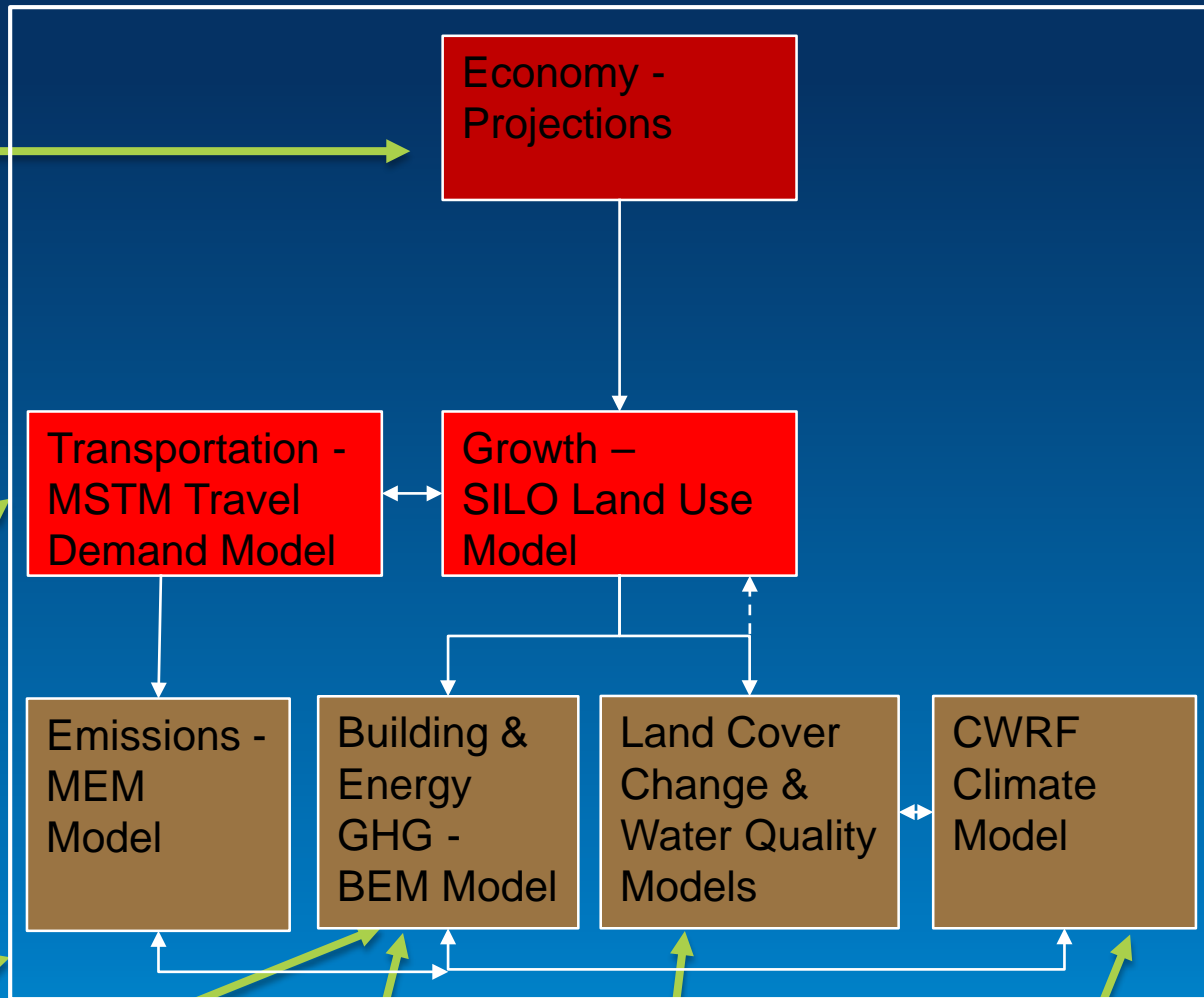 Economy -
Projections
Transportation -
MSTM Travel
Demand Model
Growth –
SILO Land Use
Model
Emissions -
MEM
Model
Building &
Energy
GHG -
BEM Model
Land Cover
Change &
Water Quality
Models
CWRF
Climate
Model